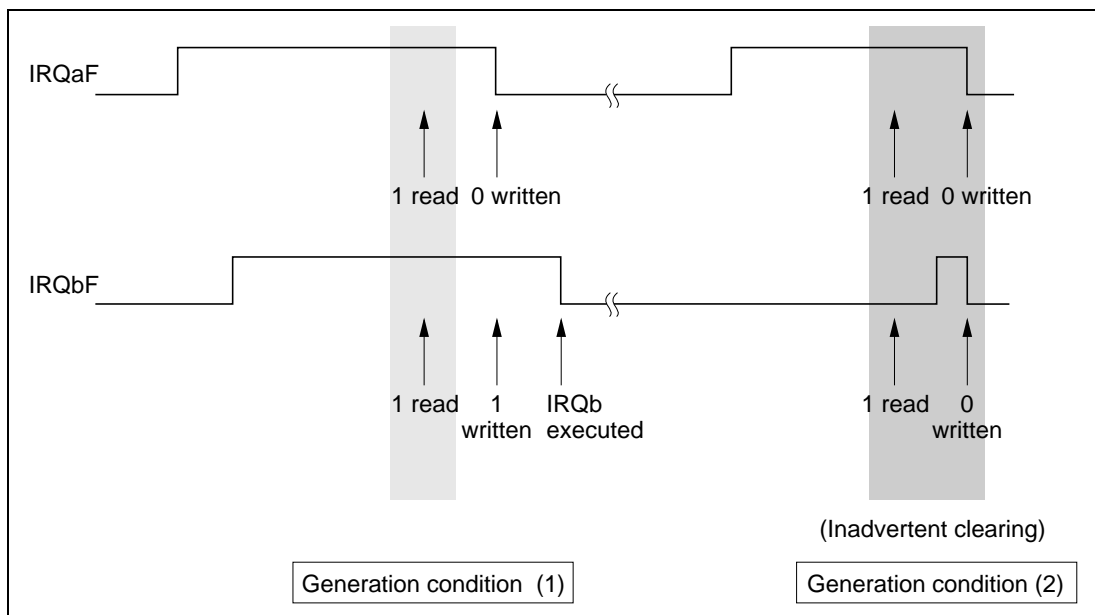 IRQaF
1 read 0 written
1 read 0 written
IRQbF
1 read 1 written
IRQb executed
1 read 0 written
(Inadvertent clearing)
Generation condition (1)
Generation condition (2)